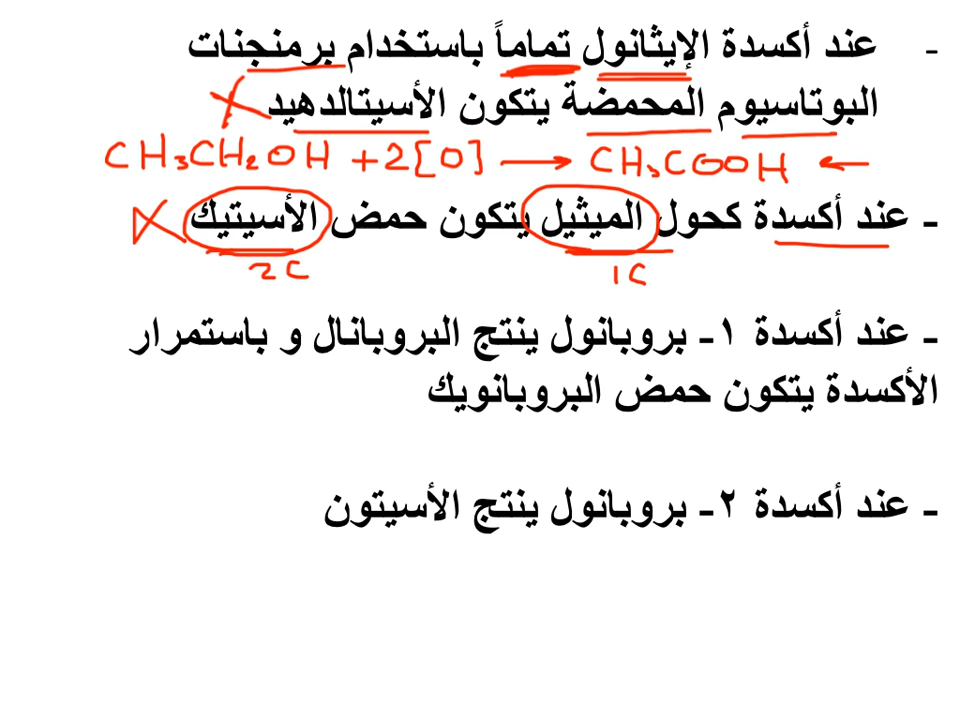 - عند أكسدة الإيثانول تماماً باستخدام برمنجنات
البوتاسيوم المحمضة يتكون الأسيتالدهيد
CH₃CH₂OH + 2[O] → CH₃COOH ←
- عند أكسدة كحول الميثيل يتكون حمض الأسيتيك
1C 2C
- عند أكسدة ١- بروبانول ينتج البروبانال و باستمرار
الأكسدة يتكون حمض البروبانويك
- عند أكسدة ٢- بروبانول ينتج الأسيتون